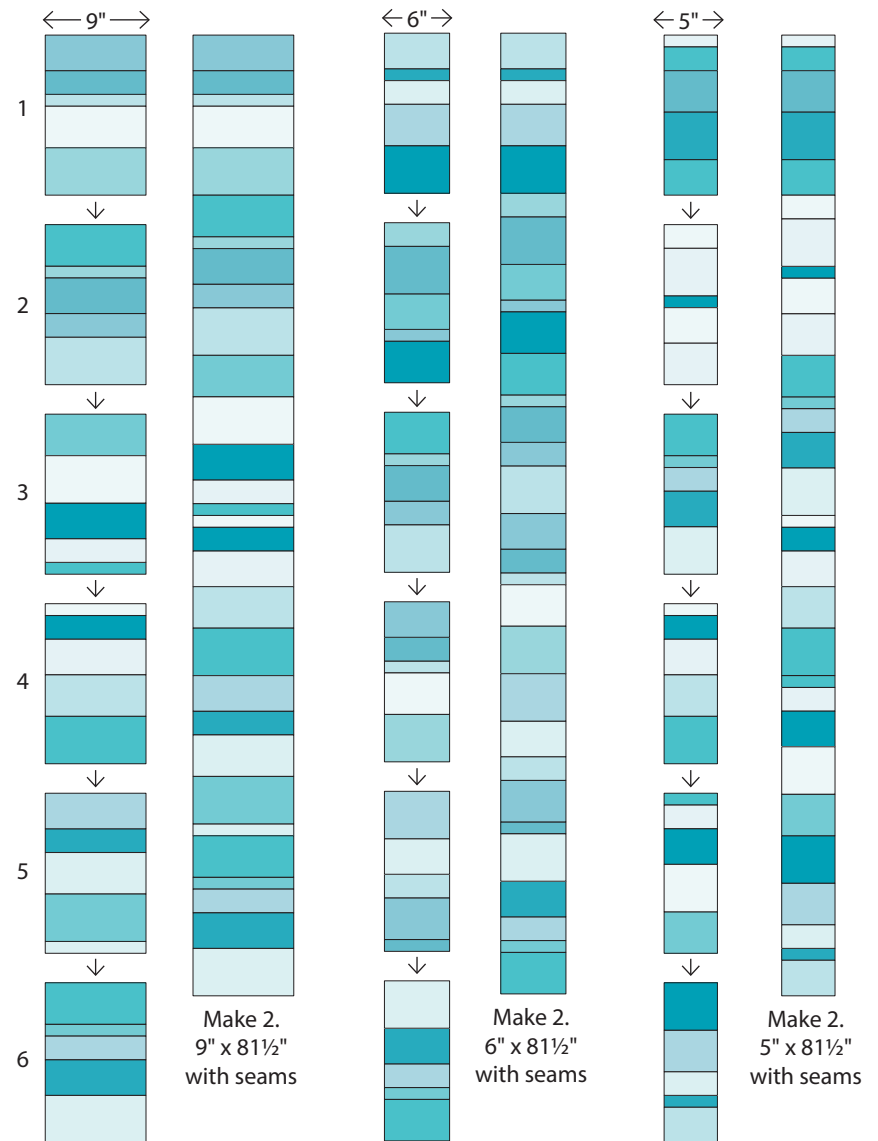 9"
6"
5"
1
2
3
4
5
6
Make 2.
9" x 81½"
with seams
Make 2.
6" x 81½"
with seams
Make 2.
5" x 81½"
with seams